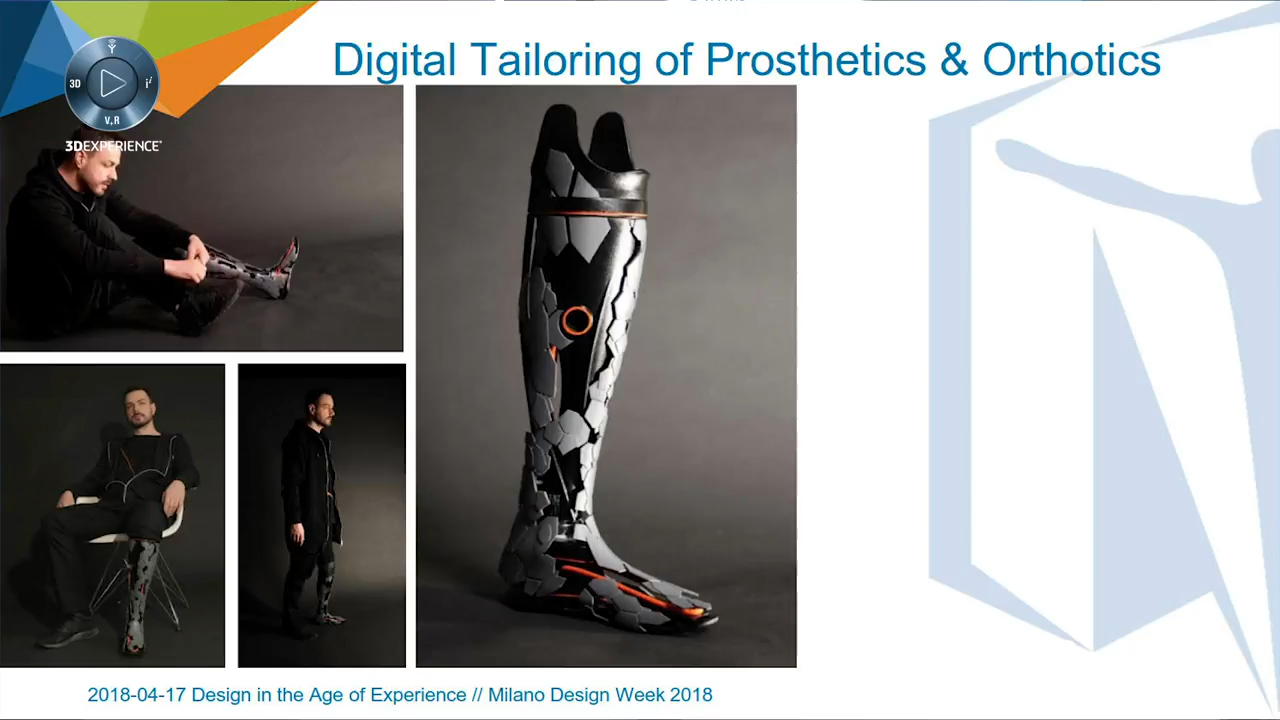 Digital Tailoring of Prosthetics & Orthotics
3D
i
V,R
3DEXPERIENCE
2018-04-17 Design in the Age of Experience // Milano Design Week 2018